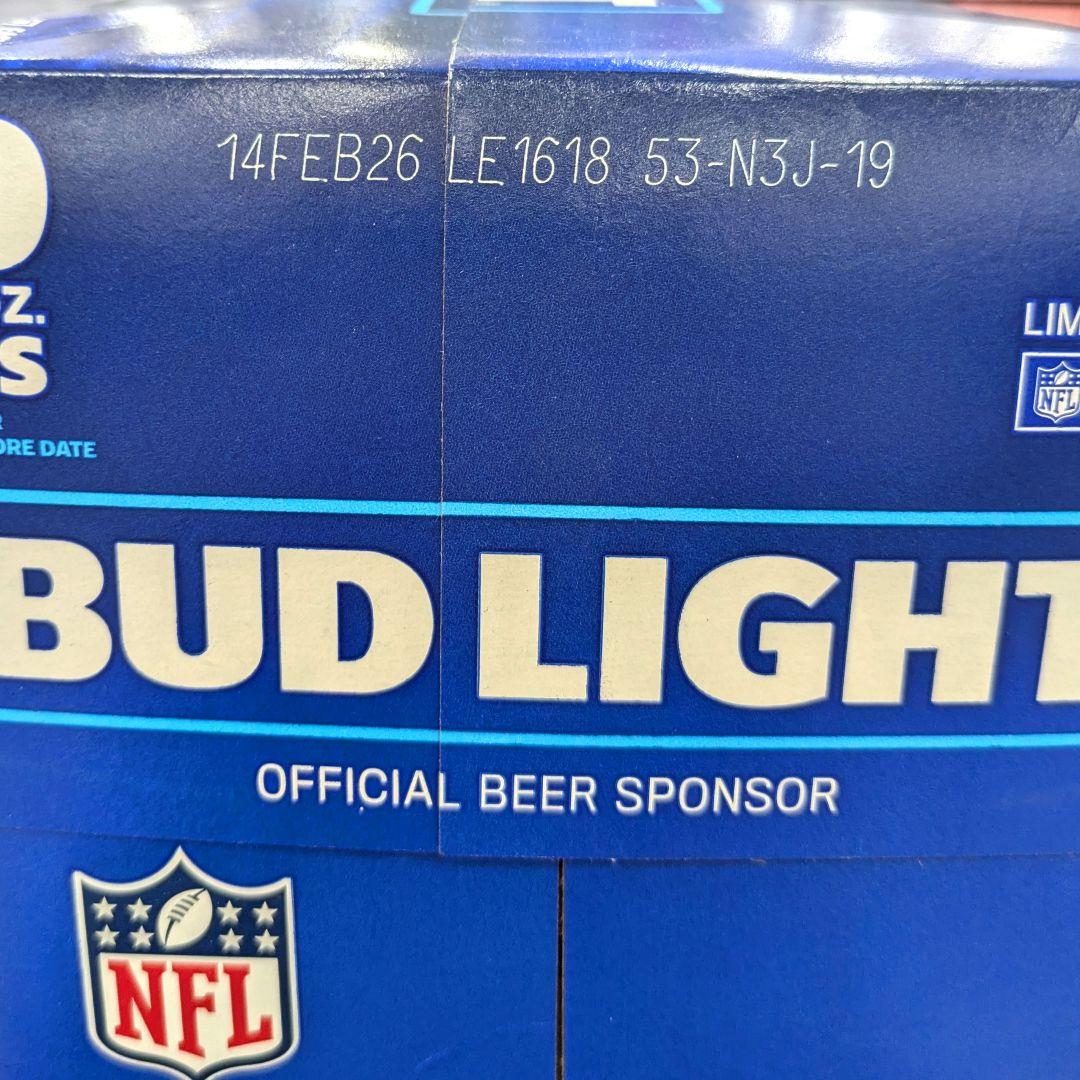 14FEB26 LE1618 53-N3J-19
Z.
S
LIM
NFL
ORE DATE
BUD LIGHT
OFFICIAL BEER SPONSOR
NFL